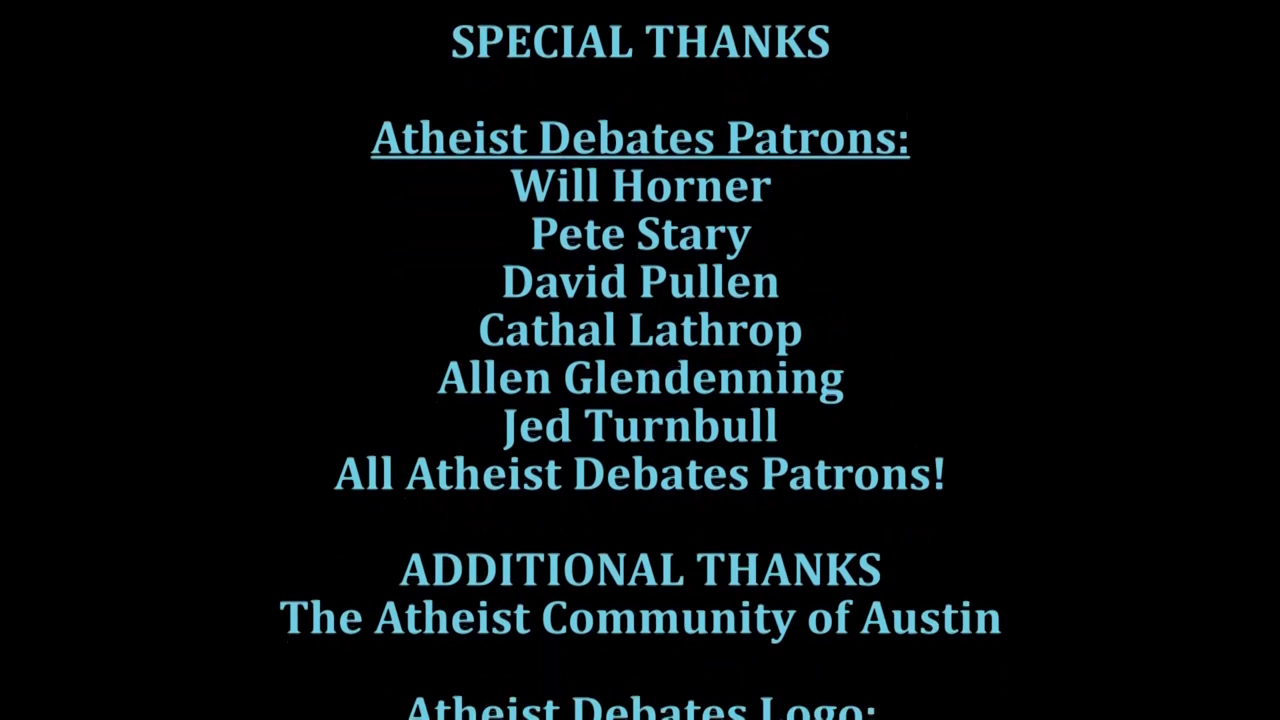 SPECIAL THANKS
Atheist Debates Patrons:
Will Horner
Pete Stary
David Pullen
Cathal Lathrop
Allen Glendenning
Jed Turnbull
All Atheist Debates Patrons!
ADDITIONAL THANKS
The Atheist Community of Austin
Atheist Debates Logo: